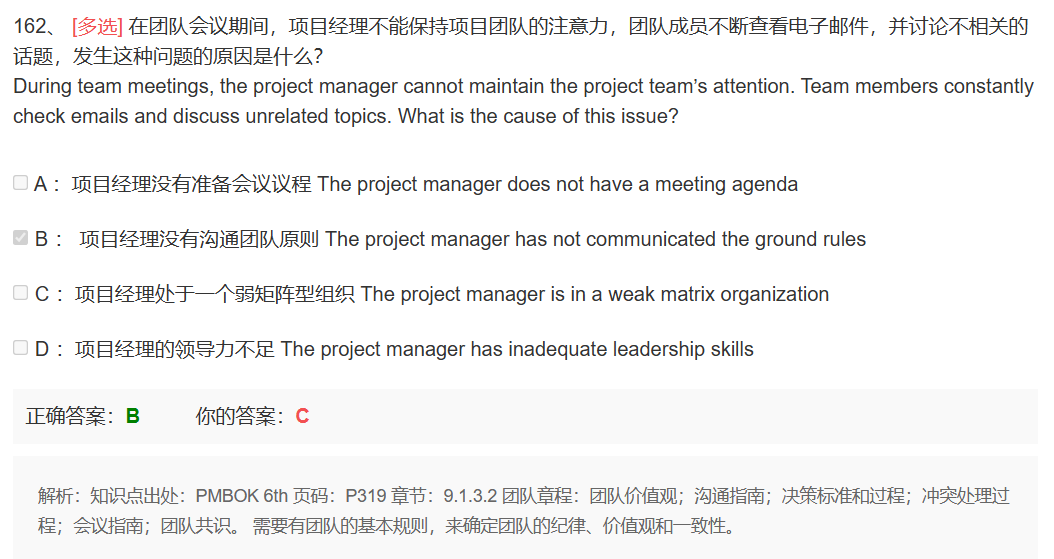 162、 [多选] 在团队会议期间，项目经理不能保持项目团队的注意力，团队成员不断查看电子邮件，并讨论不相关的
话题，发生这种问题的原因是什么？
During team meetings, the project manager cannot maintain the project team’s attention. Team members constantly
check emails and discuss unrelated topics. What is the cause of this issue?
A： 项目经理没有准备会议议程 The project manager does not have a meeting agenda
B： 项目经理没有沟通团队原则 The project manager has not communicated the ground rules
C： 项目经理处于一个弱矩阵型组织 The project manager is in a weak matrix organization
D： 项目经理的领导力不足 The project manager has inadequate leadership skills
正确答案：B 你的答案：C
解析：知识点出处：PMBOK 6th 页码：P319 章节：9.1.3.2 团队章程：团队价值观；沟通指南；决策标准和过程；冲突处理过
程；会议指南；团队共识。 需要有团队的基本规则，来确定团队的纪律、价值观和一致性。